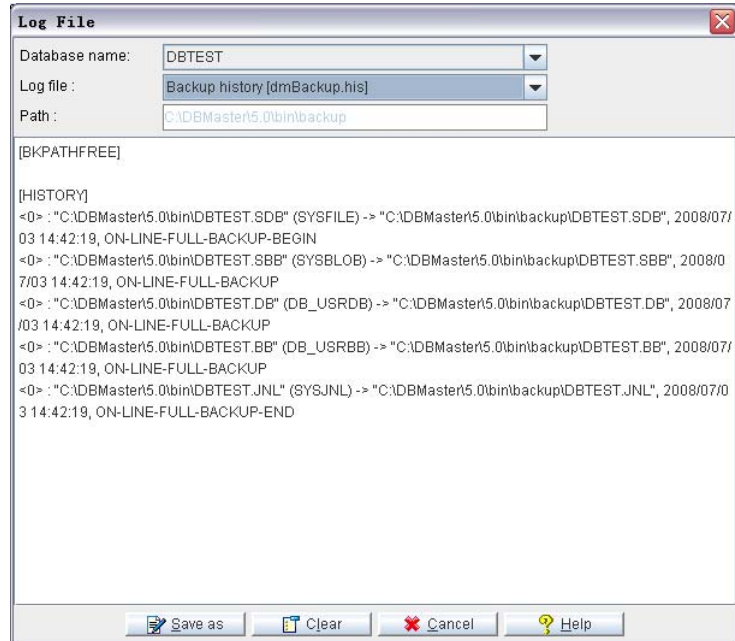 Log File
Database name: DBTEST
Log file : Backup history [dmBackup.his]
Path : C:\DBMaster\5.0\bin\backup
[BKPATHFREE]
[HISTORY]
<0> : "C:\DBMaster\5.0\bin\DBTEST.SDB" (SYSFILE) -> "C:\DBMaster\5.0\bin\backup\DBTEST.SDB", 2008/07/
03 14:42:19, ON-LINE-FULL-BACKUP-BEGIN
<0> : "C:\DBMaster\5.0\bin\DBTEST.SBB" (SYSBLOB) -> "C:\DBMaster\5.0\bin\backup\DBTEST.SBB", 2008/0
7/03 14:42:19, ON-LINE-FULL-BACKUP
<0> : "C:\DBMaster\5.0\bin\DBTEST.DB" (DB_USRDB) -> "C:\DBMaster\5.0\bin\backup\DBTEST.DB", 2008/07
/03 14:42:19, ON-LINE-FULL-BACKUP
<0> : "C:\DBMaster\5.0\bin\DBTEST.BB" (DB_USRBB) -> "C:\DBMaster\5.0\bin\backup\DBTEST.BB", 2008/07/
03 14:42:19, ON-LINE-FULL-BACKUP
<0> : "C:\DBMaster\5.0\bin\DBTEST.JNL" (SYSJNL) -> "C:\DBMaster\5.0\bin\backup\DBTEST.JNL", 2008/07/0
3 14:42:19, ON-LINE-FULL-BACKUP-END
Save as Clear Cancel Help